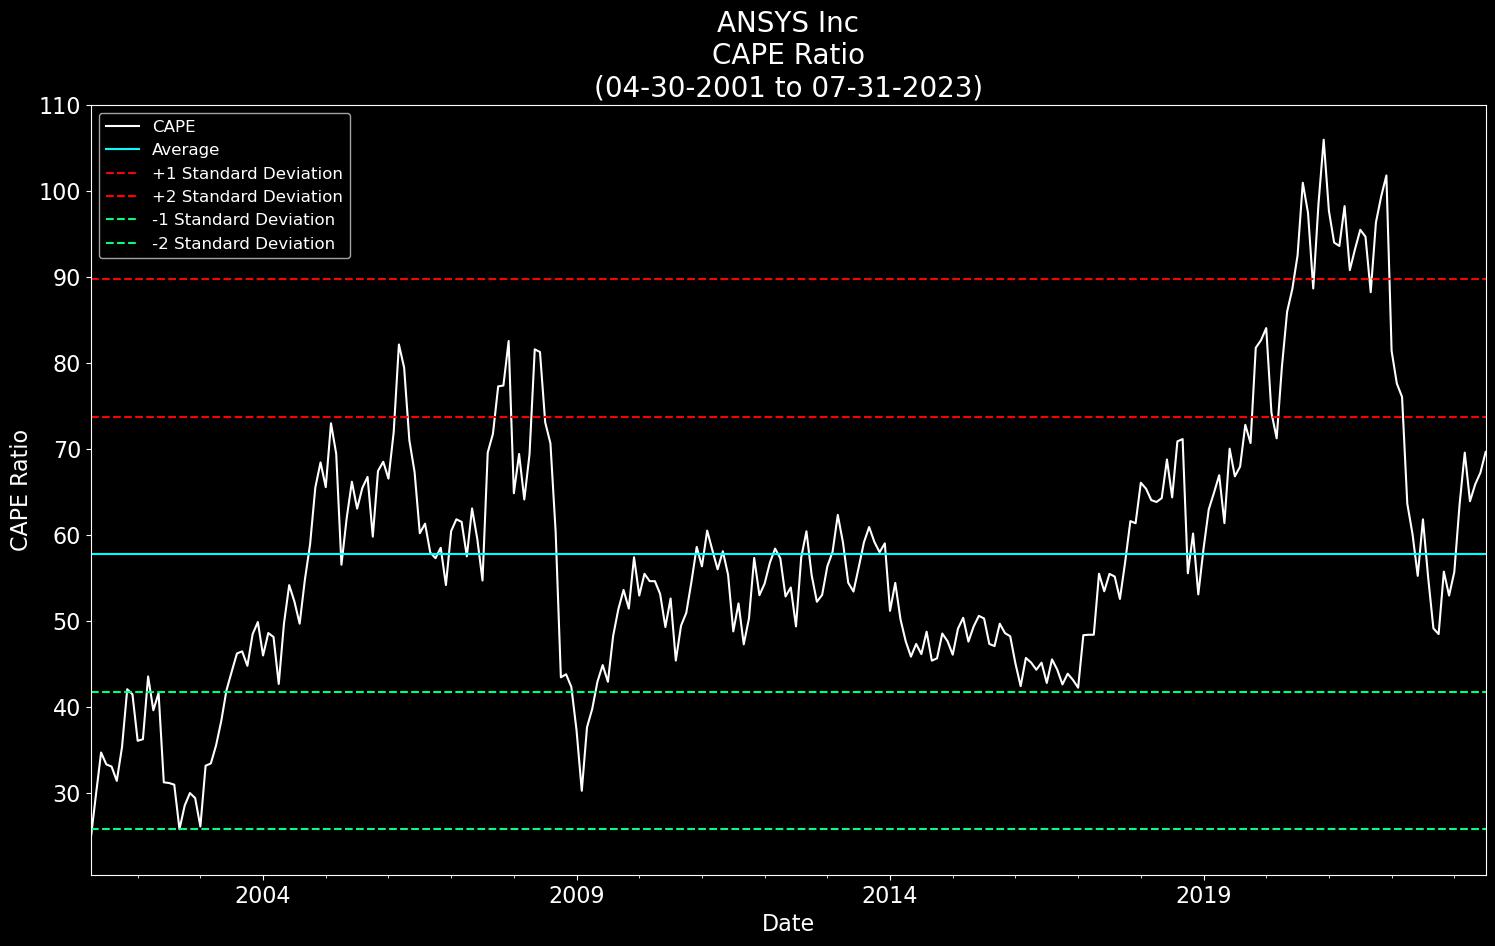 ANSYS Inc
CAPE Ratio
(04-30-2001 to 07-31-2023)
CAPE
Average
+1 Standard Deviation
+2 Standard Deviation
-1 Standard Deviation
-2 Standard Deviation
110
100
90
80
70
60
50
40
30
CAPE Ratio
2004
2009
2014
2019
Date